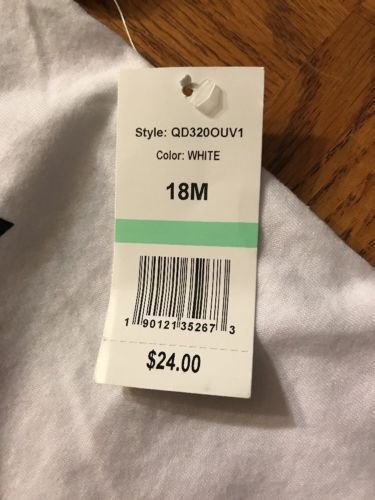 Style: QD320OUV1
Color: WHITE
18M
1 90121 35267 3
$24.00